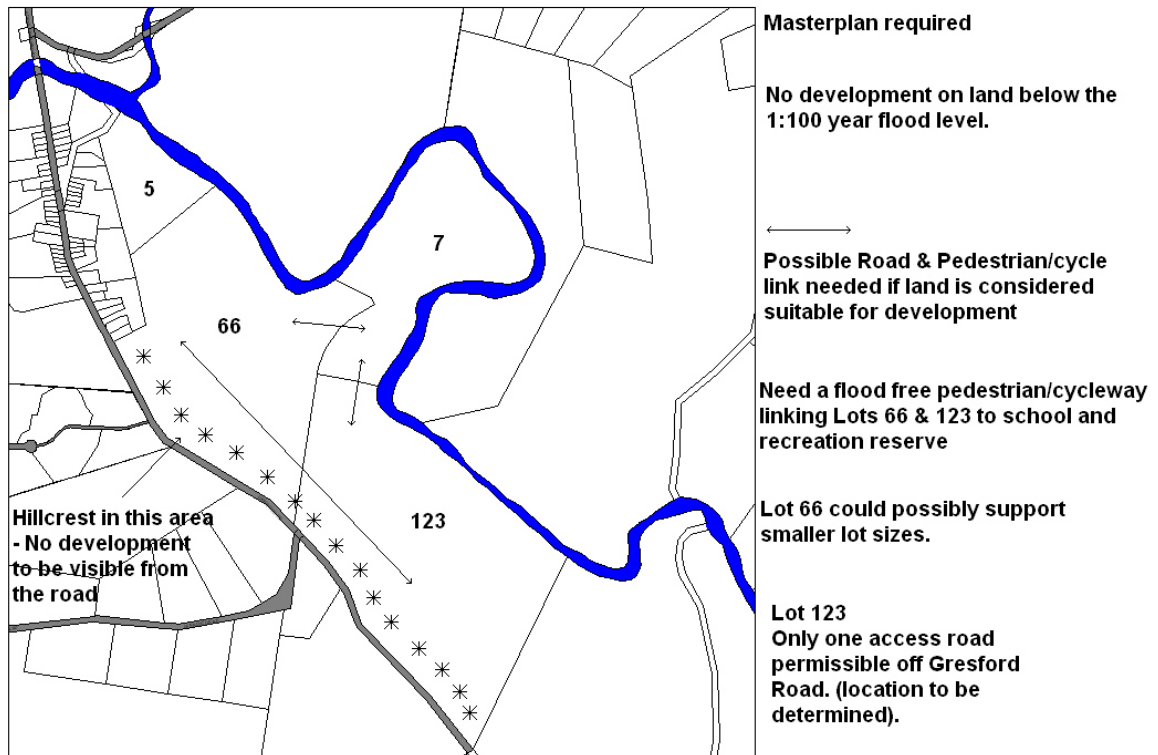 Masterplan required
No development on land below the
1:100 year flood level.
Possible Road & Pedestrian/cycle
link needed if land is considered
suitable for development
Need a flood free pedestrian/cycleway
linking Lots 66 & 123 to school and
recreation reserve
Lot 66 could possibly support
smaller lot sizes.
Lot 123
Only one access road
permissible off Gresford
Road. (location to be
determined).
5
7
66
123
Hillcrest in this area
- No development
to be visible from
the road